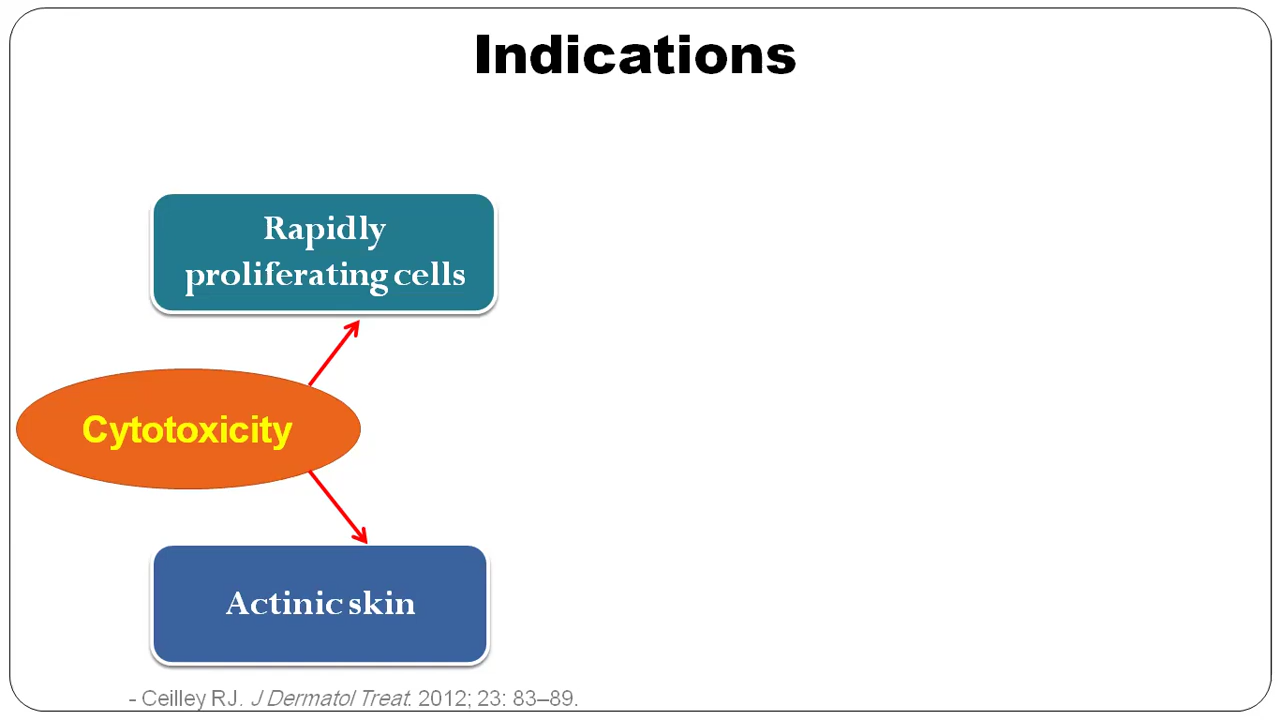 Indications
Rapidly
proliferating cells
Cytotoxicity
Actinic skin
- Ceilley RJ. J Dermatol Treat. 2012; 23: 83–89.